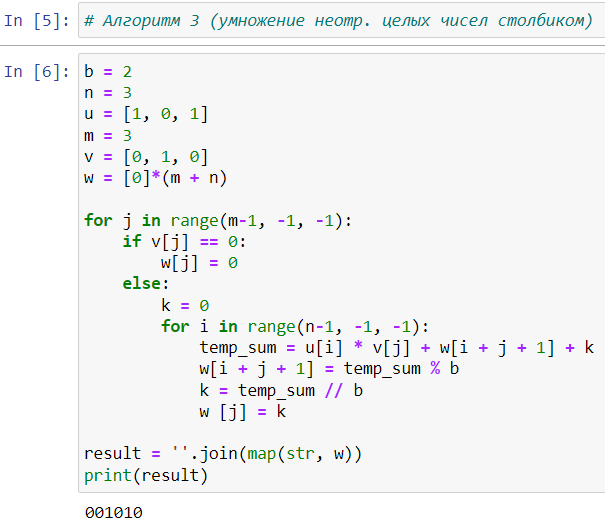 In [5]: # Алгоритм 3 (умножение неотр. целых чисел столбиком)
In [6]: b = 2
n = 3
u = [1, 0, 1]
m = 3
v = [0, 1, 0]
w = [0]*(m + n)

for j in range(m-1, -1, -1):
    if v[j] == 0:
        w[j] = 0
    else:
        k = 0
        for i in range(n-1, -1, -1):
            temp_sum = u[i] * v[j] + w[i + j + 1] + k
            w[i + j + 1] = temp_sum % b
            k = temp_sum // b
            w [j] = k

result = ''.join(map(str, w))
print(result)
001010